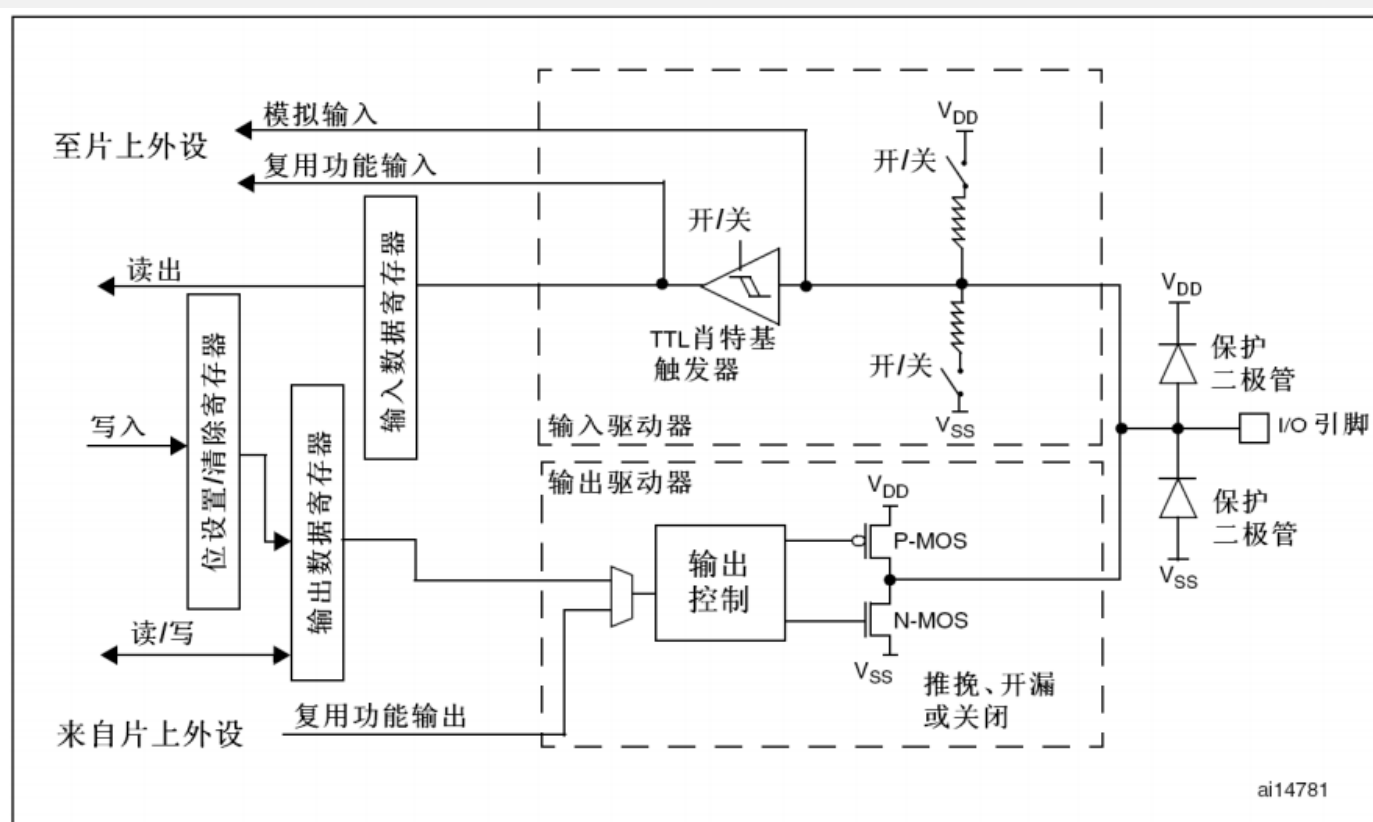 模拟输入
至片上外设
复用功能输入
读出
输入数据寄存器
位设置/清除寄存器
写入
输出数据寄存器
读/写
来自片上外设
复用功能输出
开/关
TTL肖特基
触发器
VDD
开/关
开/关
VSS
输入驱动器
输出驱动器
输出
控制
VDD
P-MOS
N-MOS
VSS
推挽、开漏
或关闭
VDD
保护
二极管
I/O 引脚
保护
二极管
VSS
ai14781